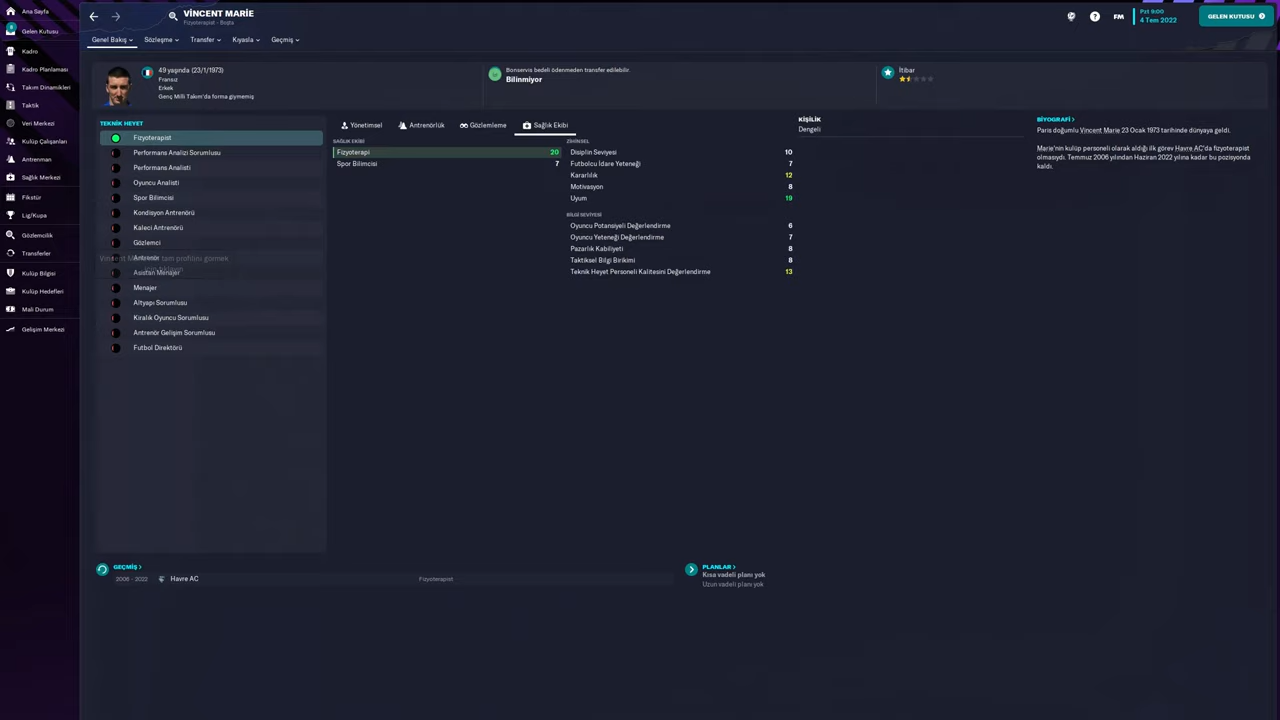 Ana Sayfa
Gelen Kutusu
Kadro
Kadro Planlaması
Takım Dinamikleri
Taktik
Veri Merkezi
Kulüp Çalışanları
Antrenman
Sağlık Merkezi
Fikstür
Lig/Kupa
Gözlemcilik
Transferler
Kulüp Bilgisi
Kulüp Hedefleri
Mali Durum
Gelişim Merkezi
VİNCENT MARİE
Fizyoterapist - Boşta
FM
Pzt 9:00
4 Tem 2022
GELEN KUTUSU
Genel Bakış
Sözleşme
Transfer
Kıyasla
Geçmiş
49 yaşında (23/1/1973)
Fransız
Erkek
Genç Milli Takım'da forma giymemiş
Bonservis bedeli ödenmeden transfer edilebilir.
Bilinmiyor
İtibar
TEKNİK HEYET
Fizyoterapist
Performans Analizi Sorumlusu
Performans Analisti
Oyuncu Analisti
Spor Bilimcisi
Kondisyon Antrenörü
Kaleci Antrenörü
Gözlemci
Antrenör
Asistan Menajer
Menajer
Altyapı Sorumlusu
Kiralık Oyuncu Sorumlusu
Antrenör Gelişim Sorumlusu
Futbol Direktörü
Yönetimsel
Antrenörlük
Gözlemleme
Sağlık Ekibi
SAĞLIK EKİBİ
Fizyoterapi 20
Spor Bilimcisi 7
ZİHİNSEL
Disiplin Seviyesi 10
Futbolcu İdare Yeteneği 7
Kararlılık 12
Motivasyon 8
Uyum 19
BİLGİ SEVİYESİ
Oyuncu Potansiyeli Değerlendirme 6
Oyuncu Yeteneği Değerlendirme 7
Pazarlık Kabiliyeti 8
Taktiksel Bilgi Birikimi 8
Teknik Heyet Personeli Kalitesini Değerlendirme 13
KİŞİLİK
Dengeli
BİYOGRAFİ >
Paris doğumlu Vincent Marie 23 Ocak 1973 tarihinde dünyaya geldi.
Marie'nin kulüp personeli olarak aldığı ilk görev Havre AC'da fizyoterapist
olmasıydı. Temmuz 2006 yılından Haziran 2022 yılına kadar bu pozisyonda
kaldı.
GEÇMİŞ >
2006 - 2022 Havre AC Fizyoterapist
PLANLAR >
Kısa vadeli planı yok
Uzun vadeli planı yok